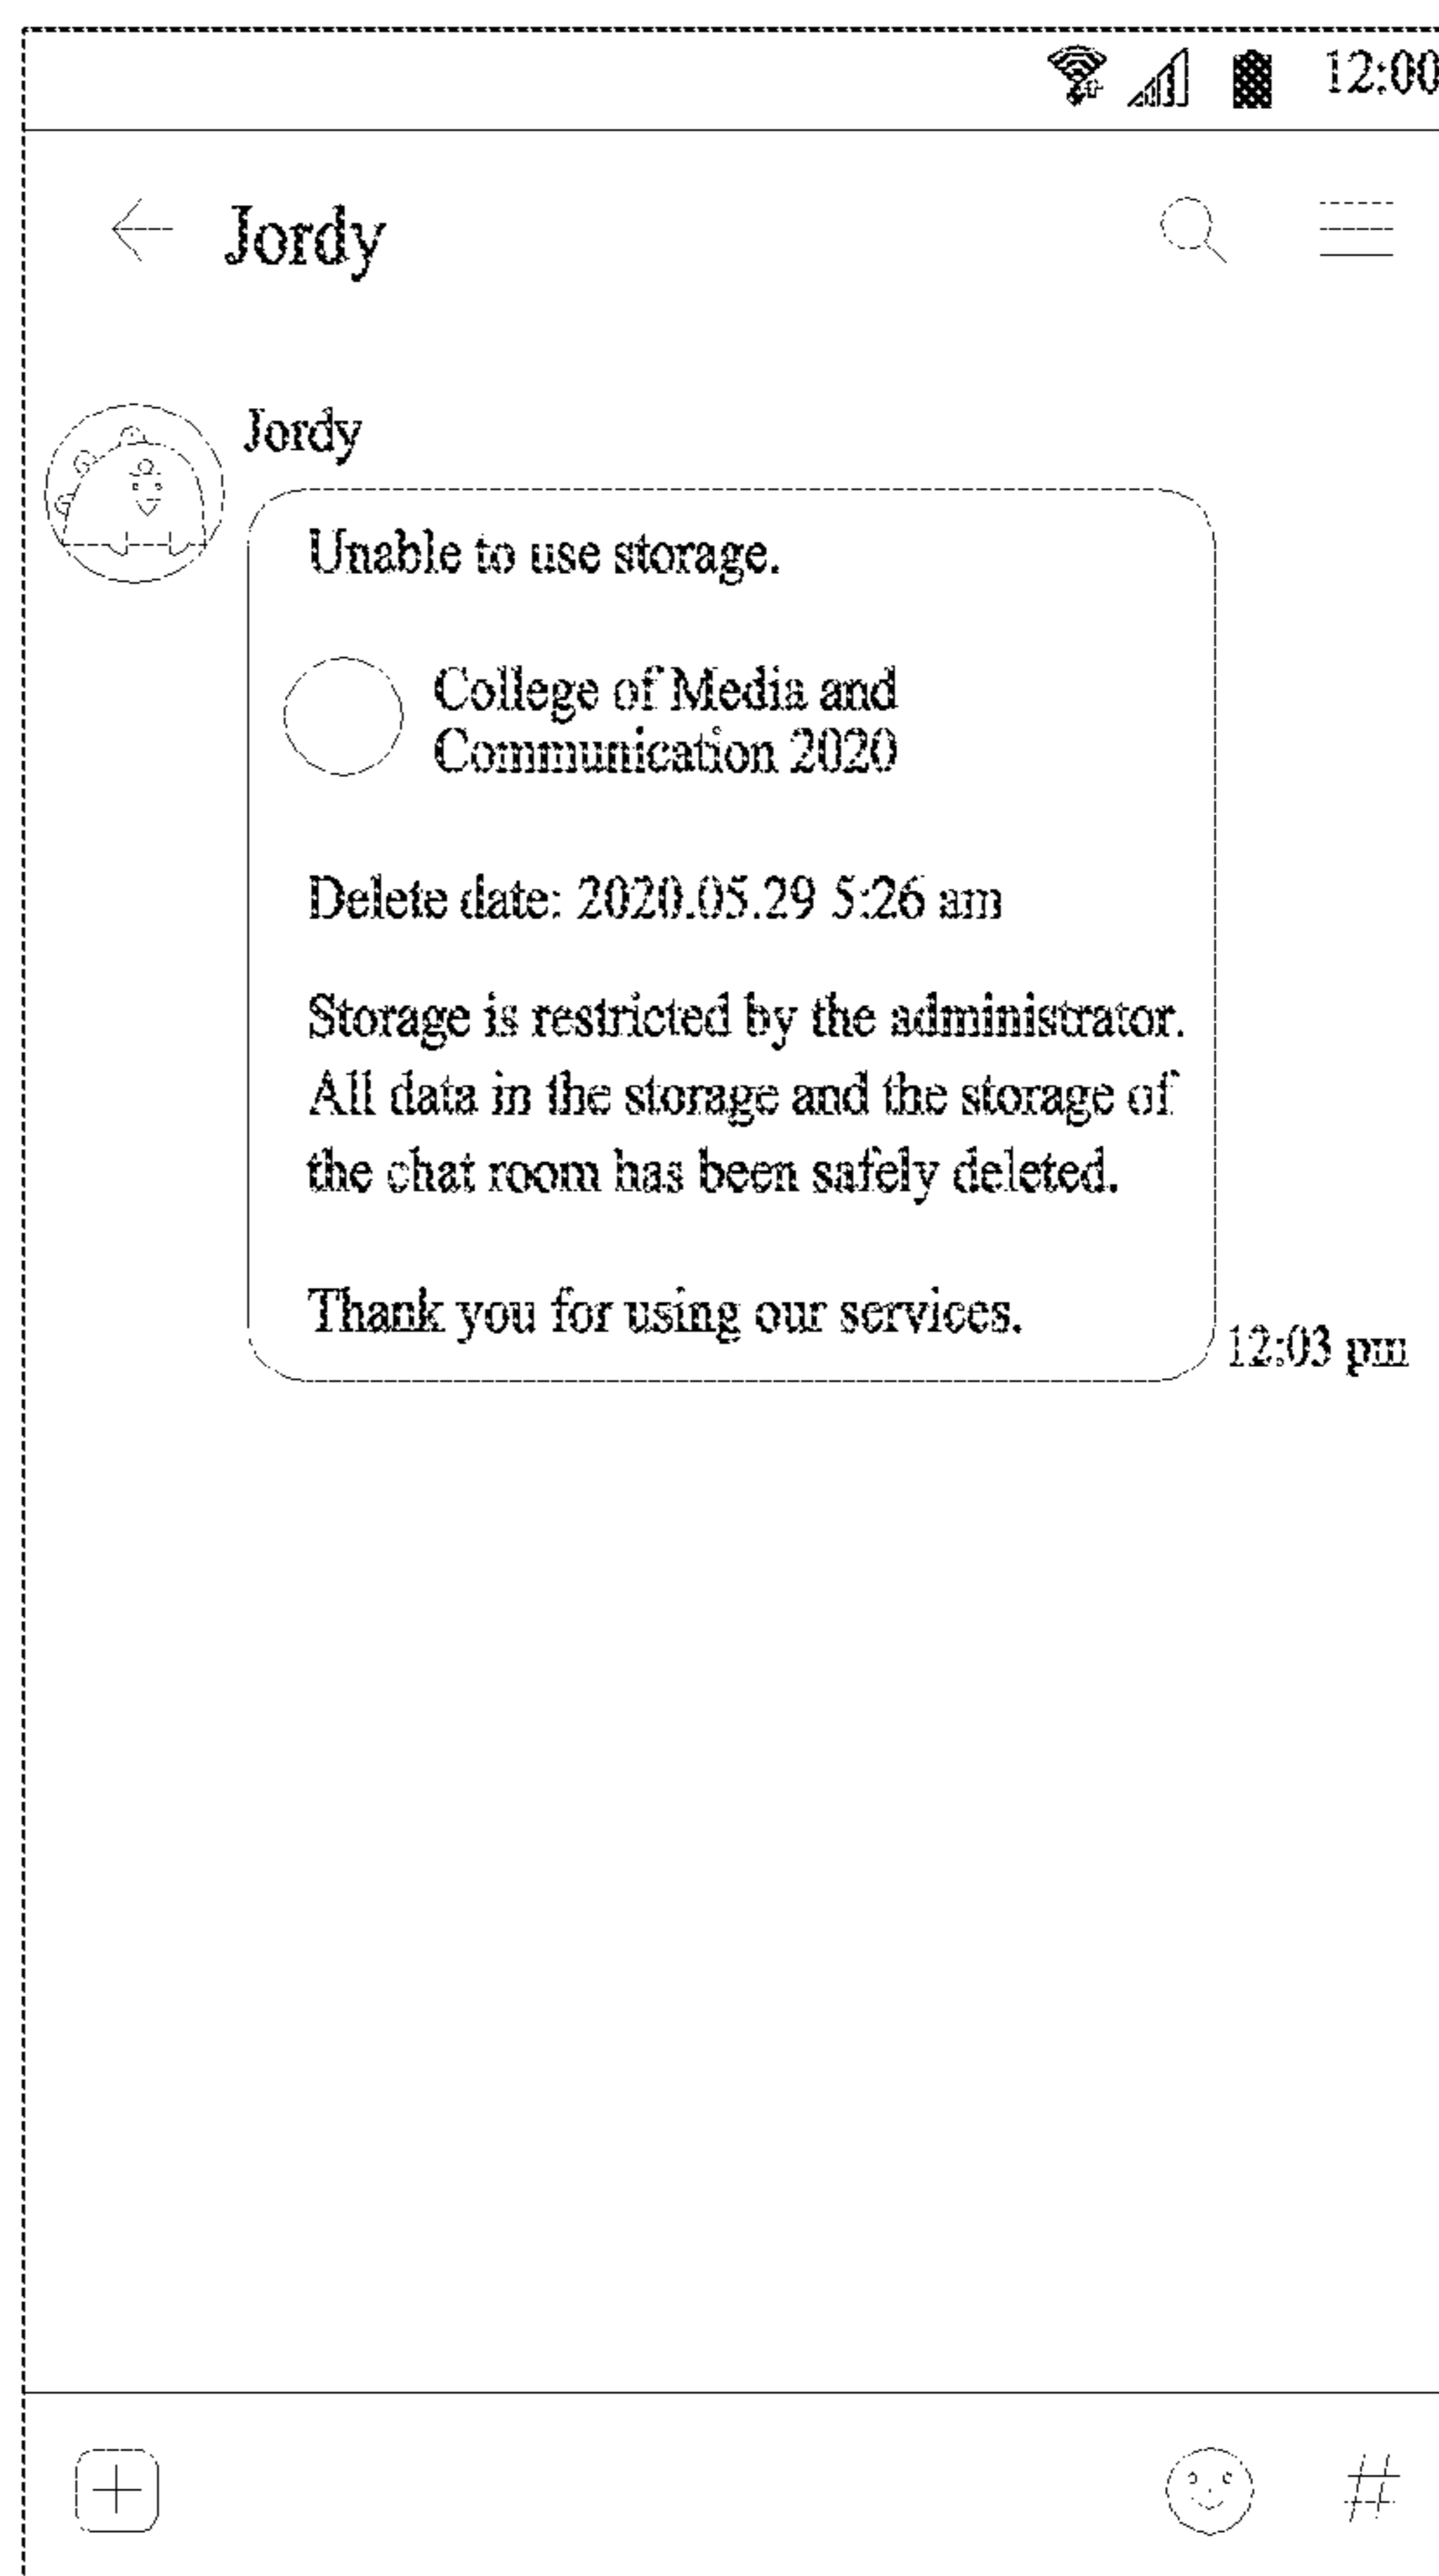 12:00
Jordy
Jordy
Unable to use storage.
College of Media and
Communication 2020
Delete date: 2020.05.29 5:26 am
Storage is restricted by the administrator.
All data in the storage and the storage of
the chat room has been safely deleted.
Thank you for using our services.
12:03 pm
#